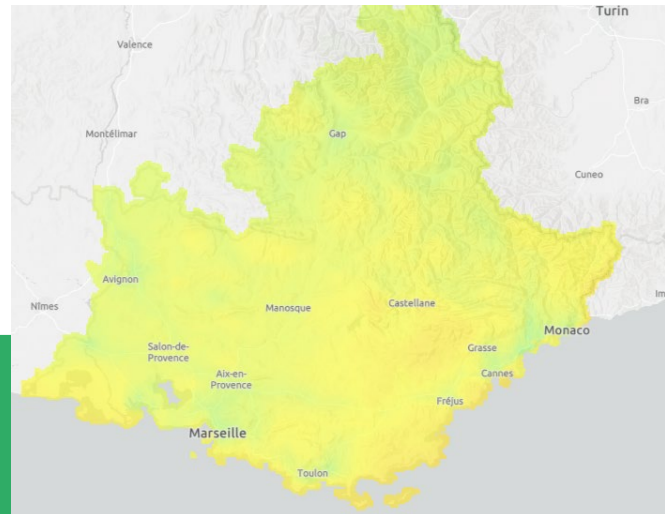 Turin
Valence
Bra
Montélimar
Gap
Cuneo
Avignon
Nîmes
Manosque
Castellane
Im
Monaco
Salon-de-
Provence
Grasse
Aix-en-
Provence
Cannes
Fréjus
Marseille
Toulon